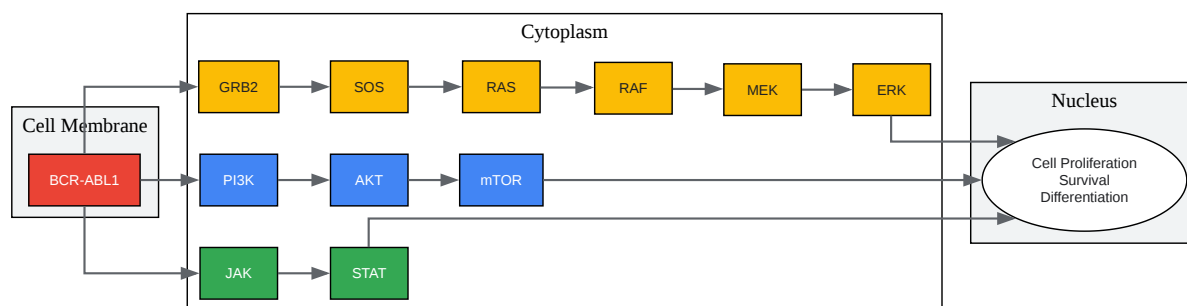 Cytoplasm
GRB2
SOS
RAS
RAF
MEK
ERK
Cell Membrane
BCR-ABL1
PI3K
AKT
mTOR
JAK
STAT
Nucleus
Cell Proliferation
Survival
Differentiation